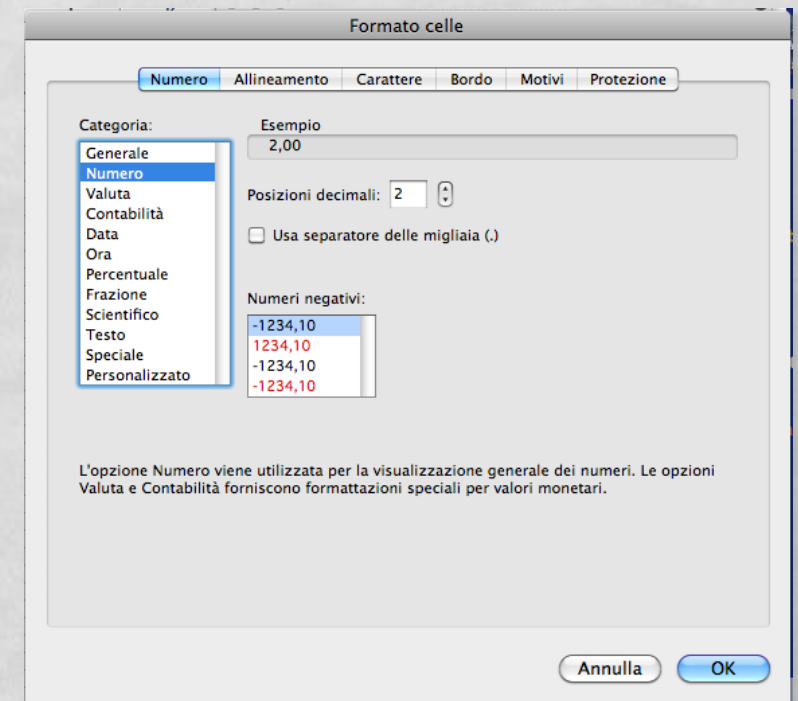 Formato celle
Numero Allineamento Carattere Bordo Motivi Protezione
Categoria:
Generale
Numero
Valuta
Contabilità
Data
Ora
Percentuale
Frazione
Scientifico
Testo
Speciale
Personalizzato
Esempio
2,00
Posizioni decimali: 2
Usa separatore delle migliaia (.)
Numeri negativi:
-1234,10
1234,10
-1234,10
-1234,10
L'opzione Numero viene utilizzata per la visualizzazione generale dei numeri. Le opzioni
Valuta e Contabilità forniscono formattazioni speciali per valori monetari.
Annulla OK